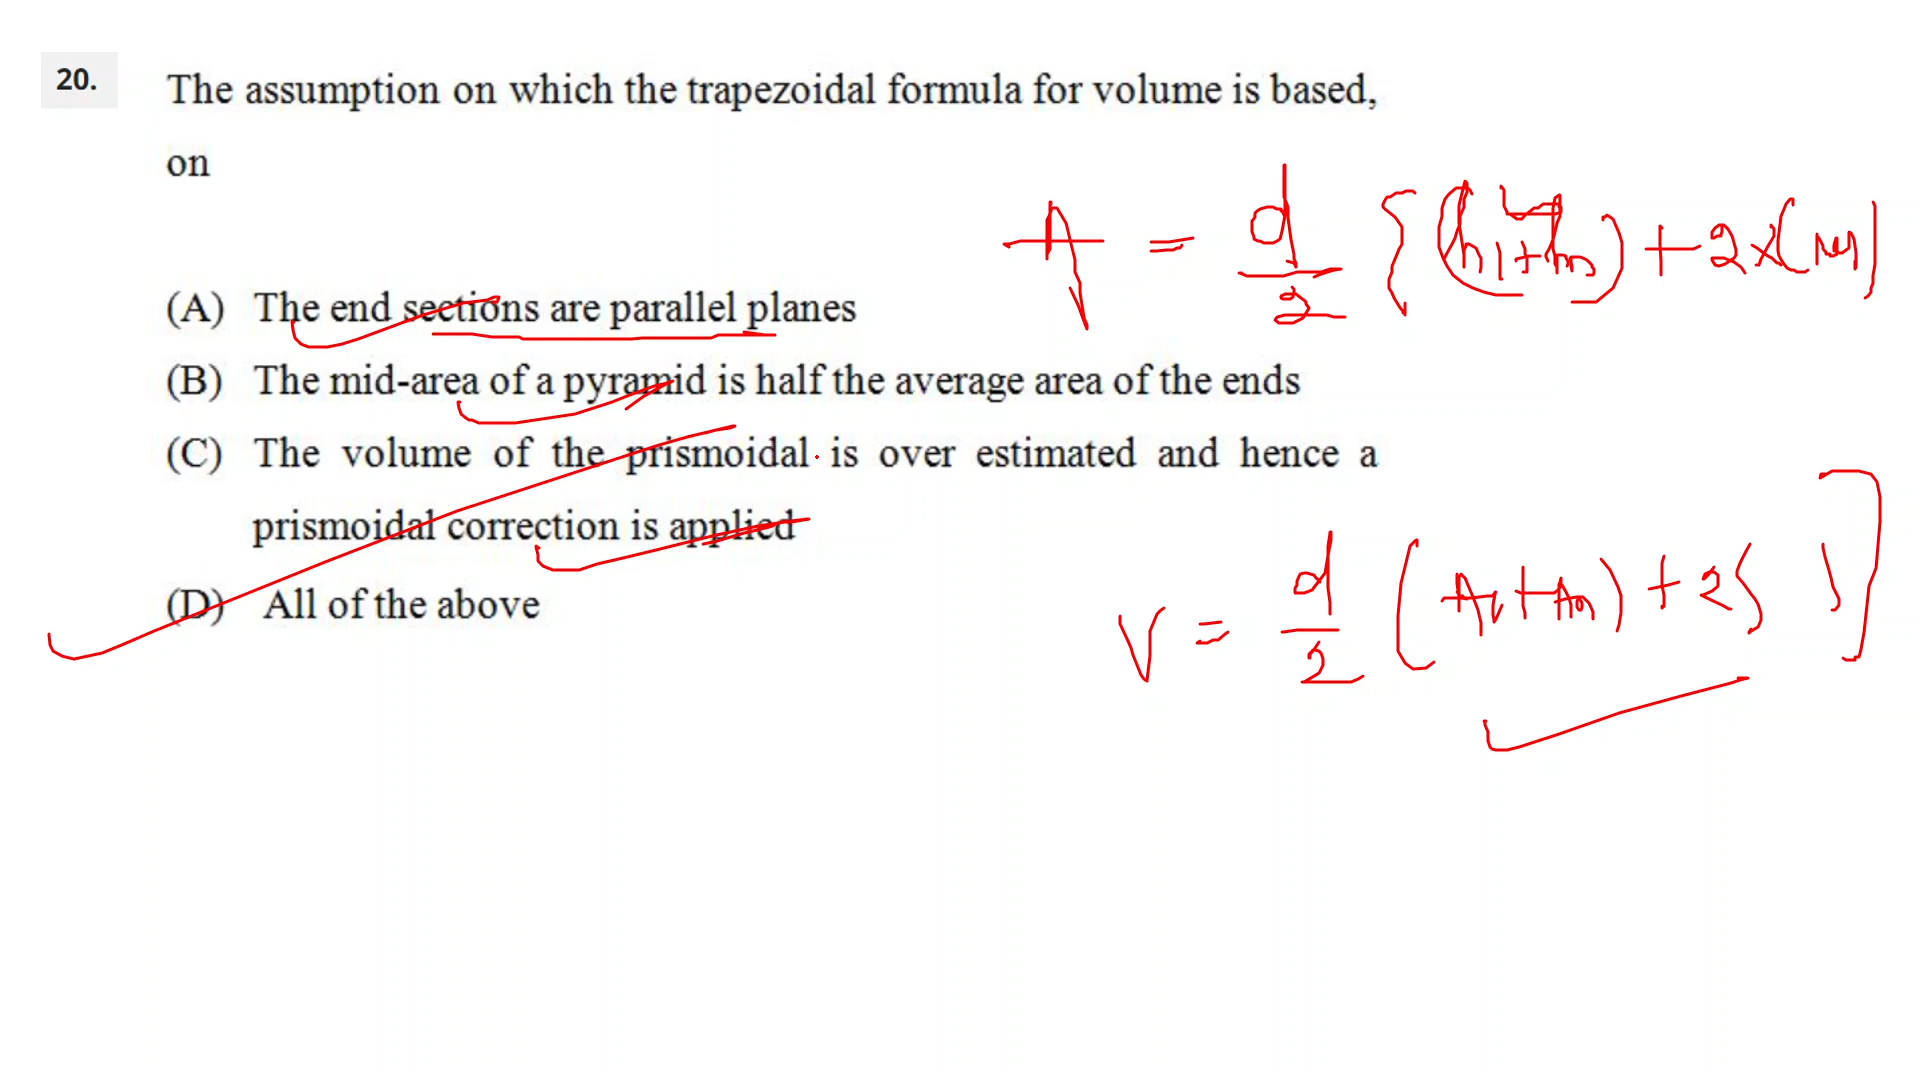 20. The assumption on which the trapezoidal formula for volume is based,
on
A = d/2 { (h1+hn) + 2×(
(A) The end sections are parallel planes
(B) The mid-area of a pyramid is half the average area of the ends
(C) The volume of the prismoidal is over estimated and hence a
prismoidal correction is applied
(D) All of the above
V = d/2 [ A1+An) + 2{ } ]